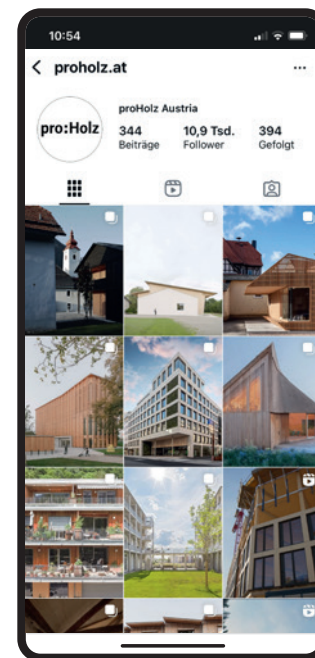 10:54
proholz.at
pro:Holz
proHolz Austria
344 10,9 Tsd. 394
Beiträge Follower Gefolgt